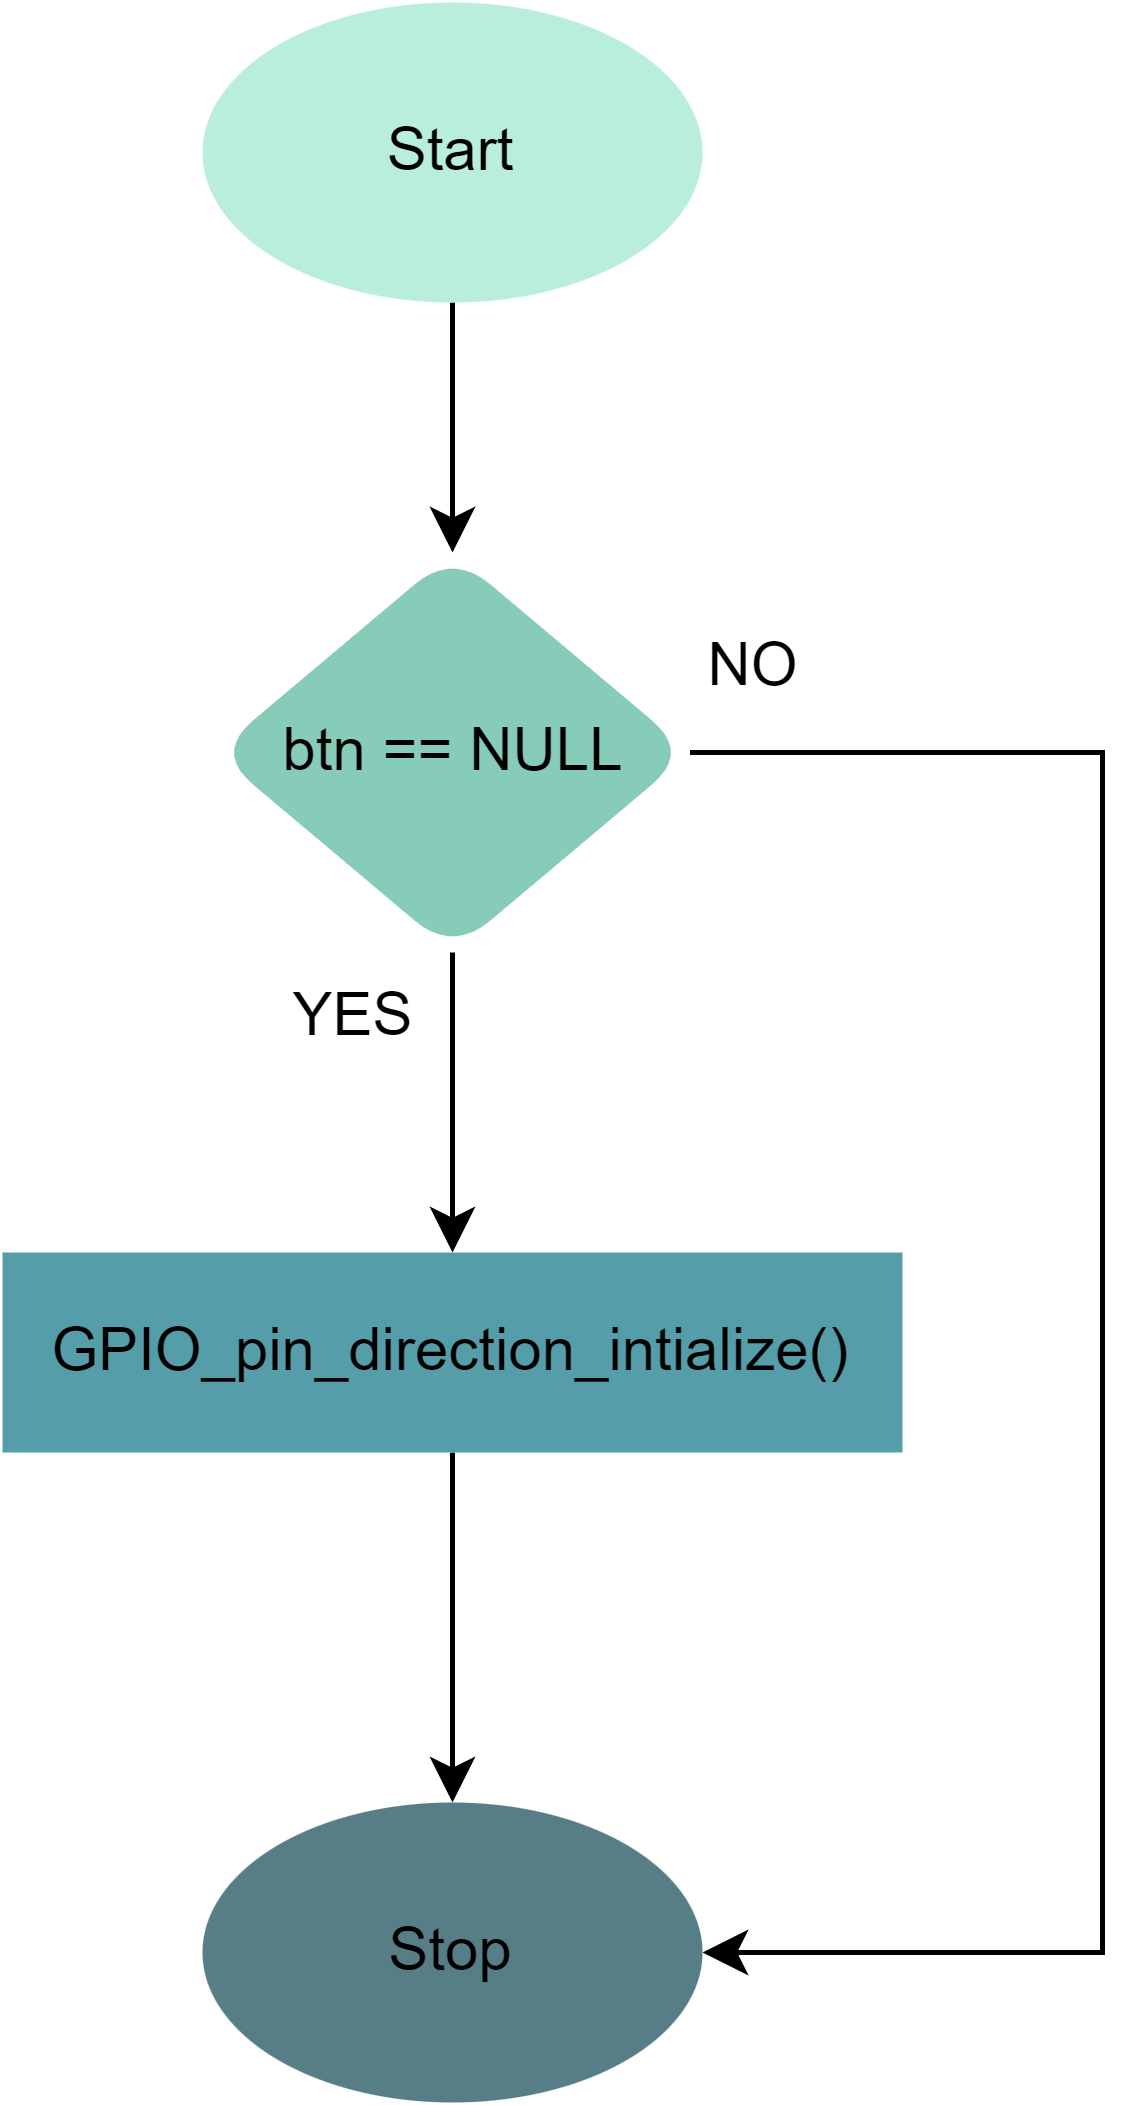 Start
btn == NULL
NO
YES
GPIO_pin_direction_intialize()
Stop